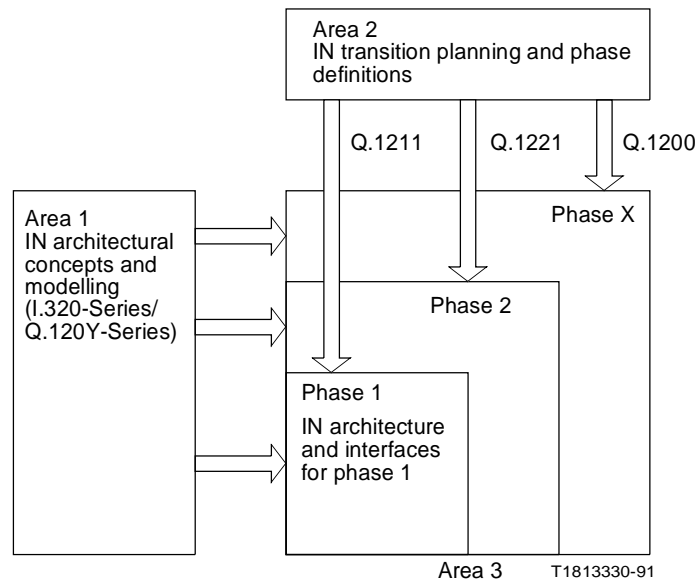 Area 2
IN transition planning and phase
definitions
Q.1211
Q.1221
Q.1200
Area 1
IN architectural
concepts and
modelling
(I.320-Series/
Q.120Y-Series)
Phase X
Phase 2
Phase 1
IN architecture
and interfaces
for phase 1
Area 3
T1813330-91